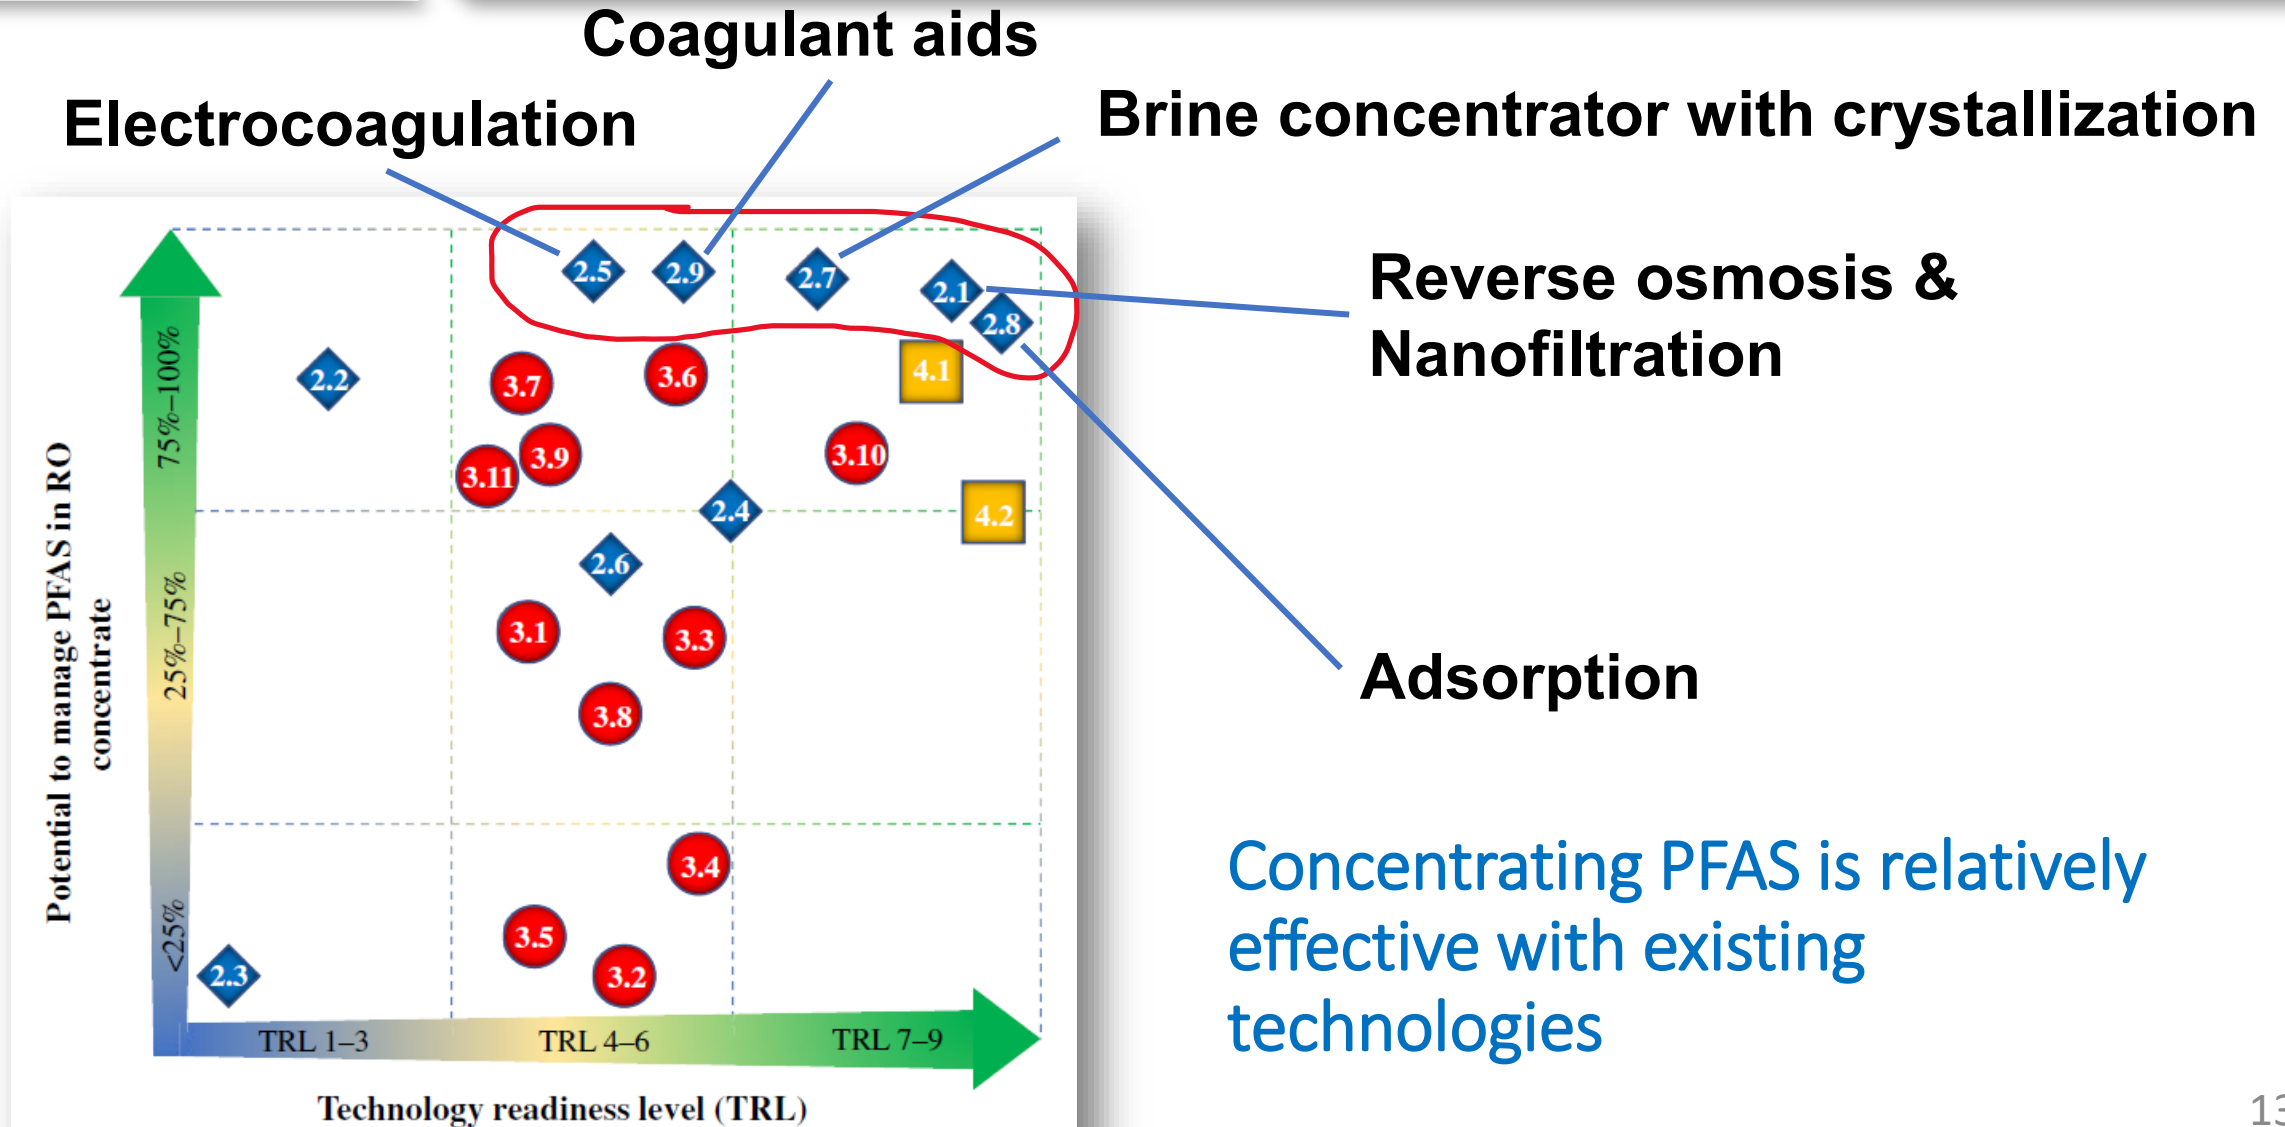 Coagulant aids
Electrocoagulation
Brine concentrator with crystallization
Reverse osmosis &
Nanofiltration
Adsorption
Concentrating PFAS is relatively
effective with existing
technologies
Potential to manage PFAS in RO
concentrate
75%–100%
25%–75%
<25%
2.5
2.9
2.7
2.1
2.8
2.2
3.7
3.6
4.1
3.11
3.9
3.10
2.4
4.2
2.6
3.1
3.3
3.8
3.4
3.5
3.2
2.3
TRL 1–3
TRL 4–6
TRL 7–9
Technology readiness level (TRL)
13